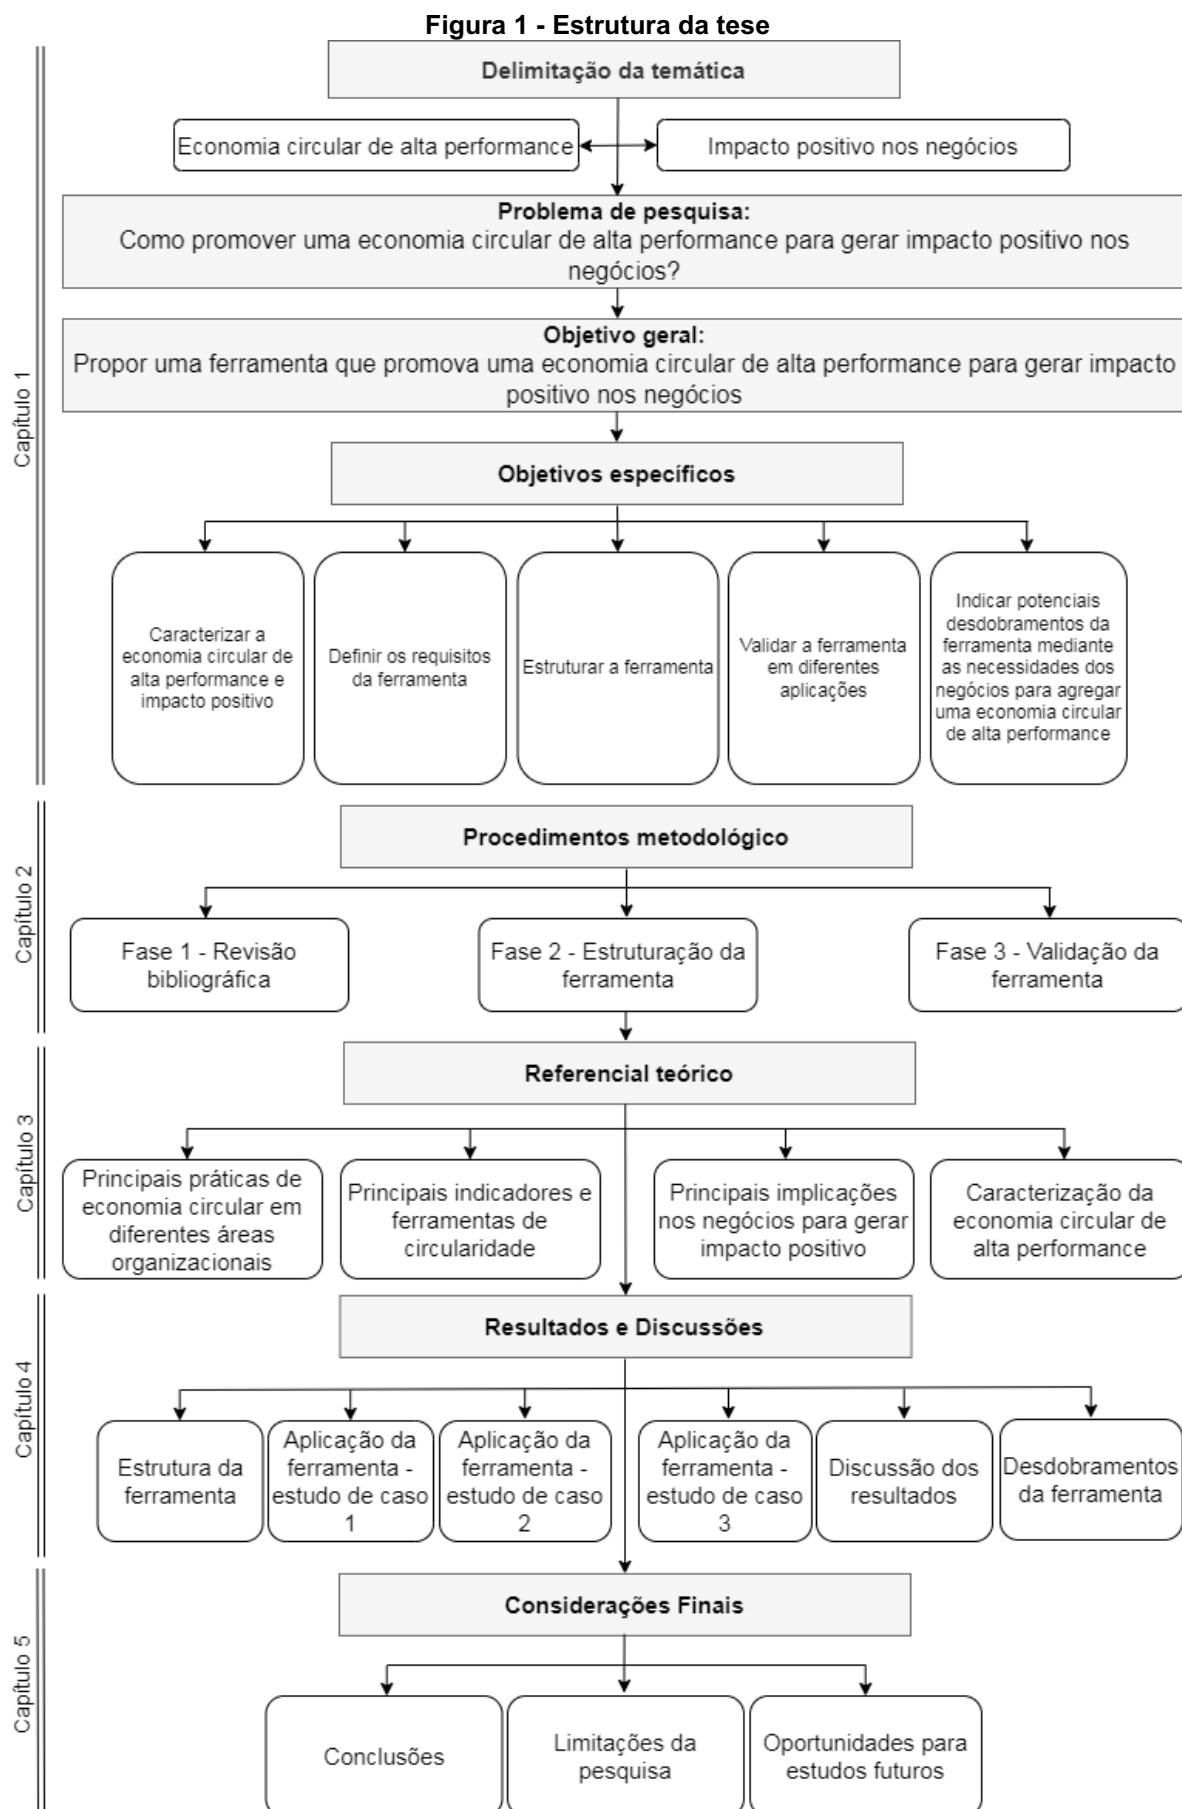 Figura 1 - Estrutura da tese
Capítulo 1
Delimitação da temática
Economia circular de alta performance
Impacto positivo nos negócios
Problema de pesquisa:
Como promover uma economia circular de alta performance para gerar impacto positivo nos
negócios?
Objetivo geral:
Propor uma ferramenta que promova uma economia circular de alta performance para gerar impacto
positivo nos negócios
Objetivos específicos
Caracterizar a
economia circular de
alta performance e
impacto positivo
Definir os requisitos
da ferramenta
Estruturar a ferramenta
Validar a ferramenta
em diferentes
aplicações
Indicar potenciais
desdobramentos da
ferramenta mediante
as necessidades dos
negócios para agregar
uma economia circular
de alta performance
Capítulo 2
Procedimentos metodológico
Fase 1 - Revisão
bibliográfica
Fase 2 - Estruturação da
ferramenta
Fase 3 - Validação da
ferramenta
Capítulo 3
Referencial teórico
Principais práticas de
economia circular em
diferentes áreas
organizacionais
Principais indicadores e
ferramentas de
circularidade
Principais implicações
nos negócios para gerar
impacto positivo
Caracterização da
economia circular de
alta performance
Capítulo 4
Resultados e Discussões
Estrutura da
ferramenta
Aplicação da
ferramenta -
estudo de caso
1
Aplicação da
ferramenta -
estudo de caso
2
Aplicação da
ferramenta -
estudo de caso
3
Discussão dos
resultados
Desdobramentos
da ferramenta
Capítulo 5
Considerações Finais
Conclusões
Limitações da
pesquisa
Oportunidades para
estudos futuros